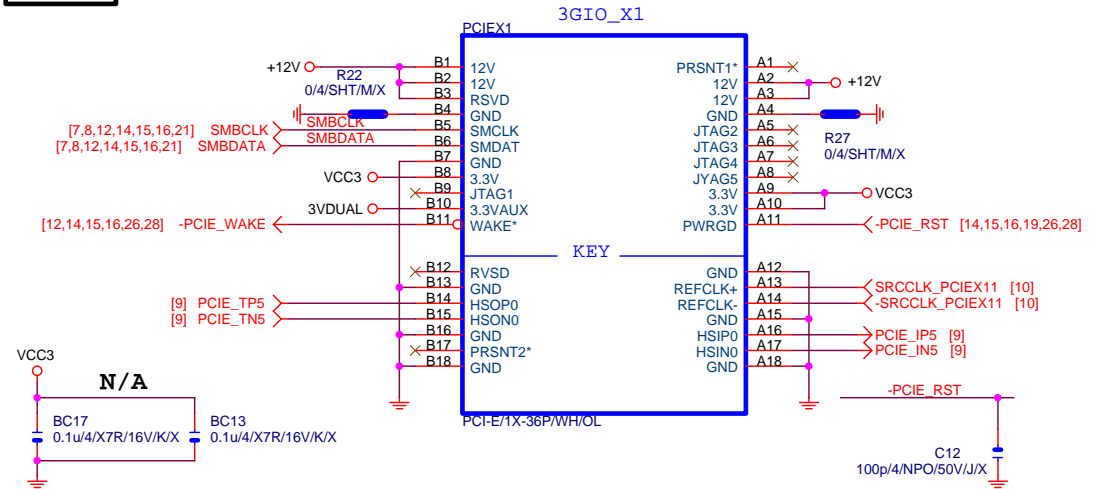 3GIO_X1
PCIEX1
+12V B1 12V PRSNT1* A1
R22 B2 12V 12V A2 +12V
0/4/SHT/M/X B3 RSVD 12V A3
B4 GND GND A4
[7,8,12,14,15,16,21] SMBCLK SMBCLK B5 SMCLK JTAG2 A5 R27
[7,8,12,14,15,16,21] SMBDATA SMBDATA B6 SMDAT JTAG3 A6 0/4/SHT/M/X
B7 GND JTAG4 A7
VCC3 B8 3.3V JYAG5 A8
B9 JTAG1 3.3V A9 VCC3
3VDUAL B10 3.3VAUX 3.3V A10
[12,14,15,16,26,28] -PCIE_WAKE B11 WAKE* PWRGD A11 -PCIE_RST [14,15,16,19,26,28]
KEY
B12 RVSD GND A12
B13 GND REFCLK+ A13 SRCCLK_PCIEX11 [10]
[9] PCIE_TP5 B14 HSOP0 REFCLK- A14 -SRCCLK_PCIEX11 [10]
[9] PCIE_TN5 B15 HSON0 GND A15
B16 GND HSIP0 A16 PCIE_IP5 [9]
B17 PRSNT2* HSIN0 A17 PCIE_IN5 [9]
B18 GND GND A18
PCI-E/1X-36P/WH/OL
VCC3
N/A
BC17 BC13
0.1u/4/X7R/16V/K/X 0.1u/4/X7R/16V/K/X
-PCIE_RST
C12
100p/4/NPO/50V/J/X